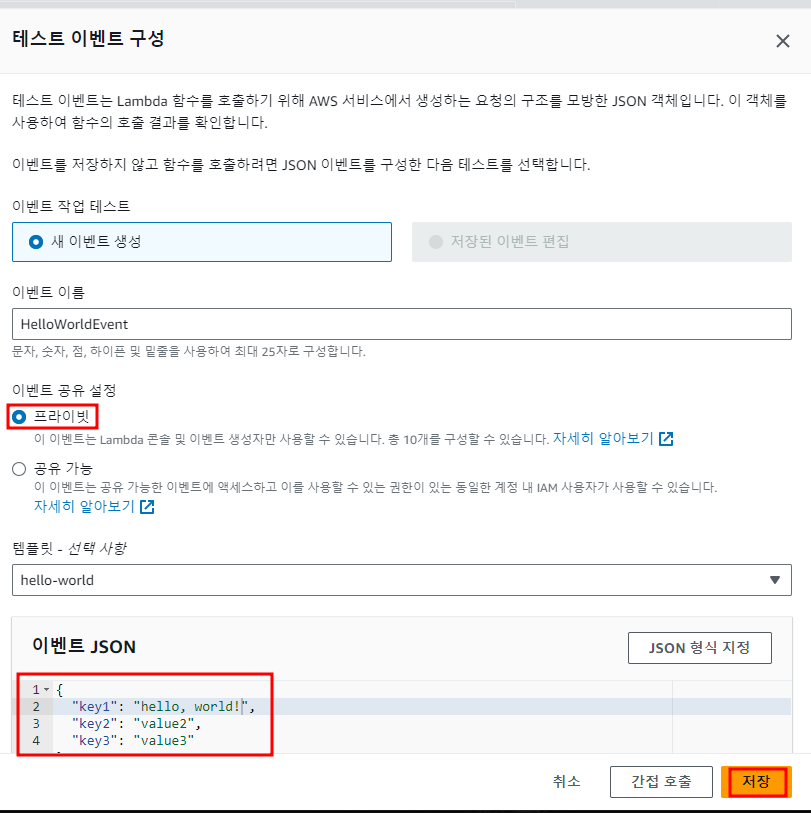 테스트 이벤트 구성
테스트 이벤트는 Lambda 함수를 호출하기 위해 AWS 서비스에서 생성하는 요청의 구조를 모방한 JSON 객체입니다. 이 객체를
사용하여 함수의 호출 결과를 확인합니다.
이벤트를 저장하지 않고 함수를 호출하려면 JSON 이벤트를 구성한 다음 테스트를 선택합니다.
이벤트 작업 테스트
새 이벤트 생성
저장된 이벤트 편집
이벤트 이름
HelloWorldEvent
문자, 숫자, 점, 하이픈 및 밑줄을 사용하여 최대 25자로 구성합니다.
이벤트 공유 설정
프라이빗
이 이벤트는 Lambda 콘솔 및 이벤트 생성자만 사용할 수 있습니다. 총 10개를 구성할 수 있습니다. 자세히 알아보기
공유 가능
이 이벤트는 공유 가능한 이벤트에 액세스하고 이를 사용할 수 있는 권한이 있는 동일한 계정 내 IAM 사용자가 사용할 수 있습니다.
자세히 알아보기
템플릿 - 선택 사항
hello-world
이벤트 JSON
JSON 형식 지정
1 {
2 "key1": "hello, world!",
3 "key2": "value2",
4 "key3": "value3"
취소
간접 호출
저장